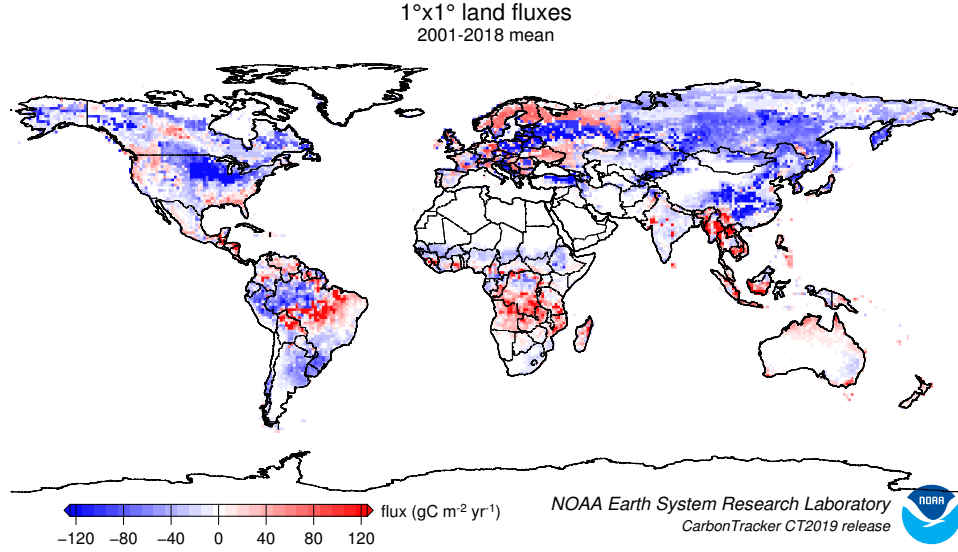 1°x1° land fluxes
2001-2018 mean
flux (gC m⁻² yr⁻¹)
−120 −80 −40 0 40 80 120
NOAA Earth System Research Laboratory
CarbonTracker CT2019 release
NOAA